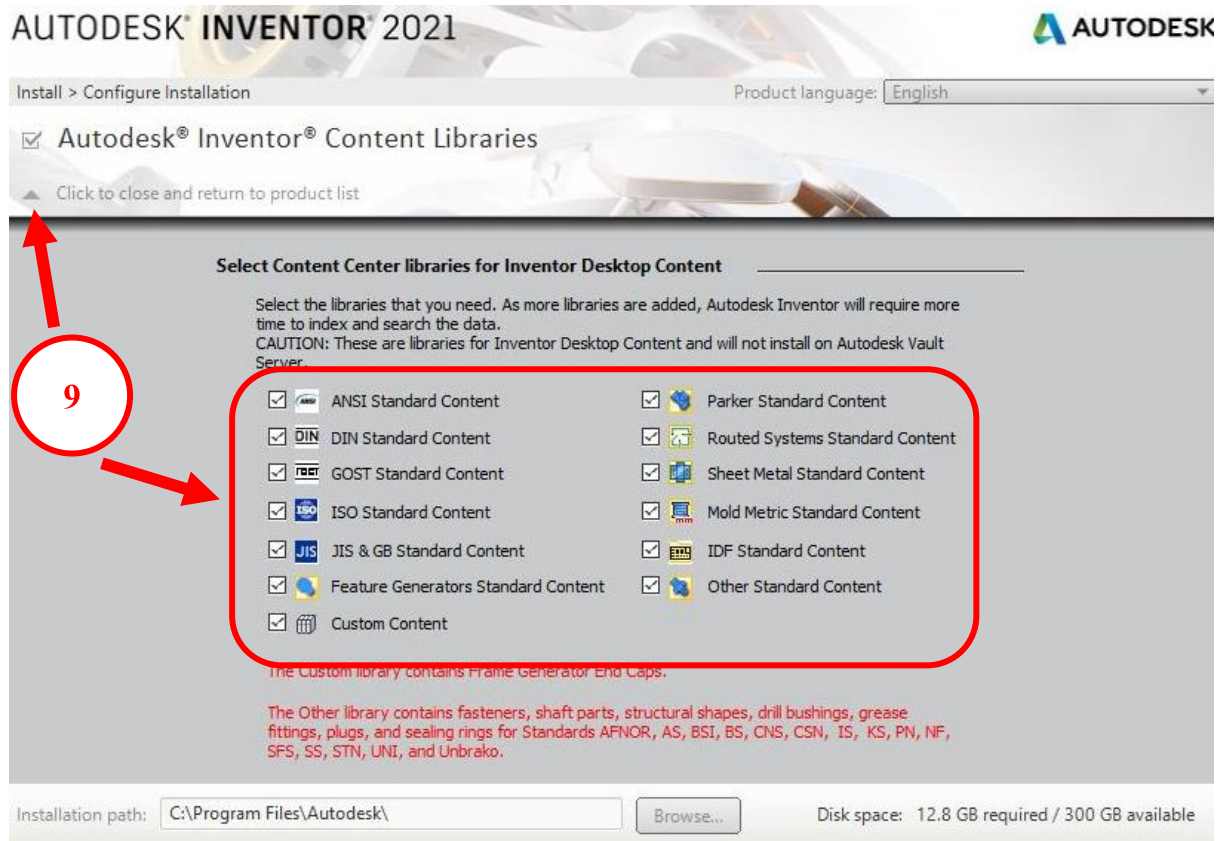 AUTODESK® INVENTOR® 2021
AUTODESK
Install > Configure Installation
Product language: English
Autodesk® Inventor® Content Libraries
Click to close and return to product list
Select Content Center libraries for Inventor Desktop Content
Select the libraries that you need. As more libraries are added, Autodesk Inventor will require more
time to index and search the data.
CAUTION: These are libraries for Inventor Desktop Content and will not install on Autodesk Vault
Server.
9
ANSI ANSI Standard Content
DIN DIN Standard Content
ГОСТ GOST Standard Content
ISO ISO Standard Content
JIS JIS & GB Standard Content
Feature Generators Standard Content
Custom Content
Parker Standard Content
Routed Systems Standard Content
Sheet Metal Standard Content
mm Mold Metric Standard Content
IDF Standard Content
Other Standard Content
The Custom library contains Frame Generator End Caps.
The Other library contains fasteners, shaft parts, structural shapes, drill bushings, grease
fittings, plugs, and sealing rings for Standards AFNOR, AS, BSI, BS, CNS, CSN, IS, KS, PN, NF,
SFS, SS, STN, UNI, and Unbrako.
Installation path: C:\Program Files\Autodesk\
Browse...
Disk space: 12.8 GB required / 300 GB available